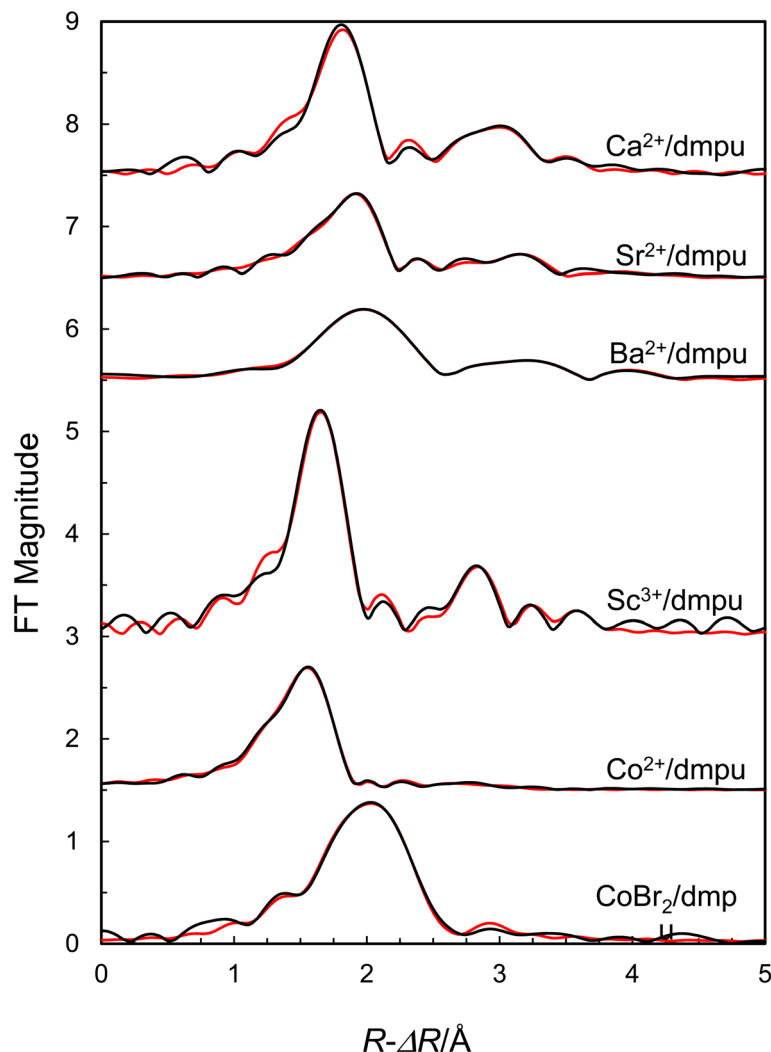 9
8
7
6
5
4
3
2
1
0
FT Magnitude
Ca²⁺/dmpu
Sr²⁺/dmpu
Ba²⁺/dmpu
Sc³⁺/dmpu
Co²⁺/dmpu
CoBr₂/dmp
0 1 2 3 4 5
R-ΔR/Å